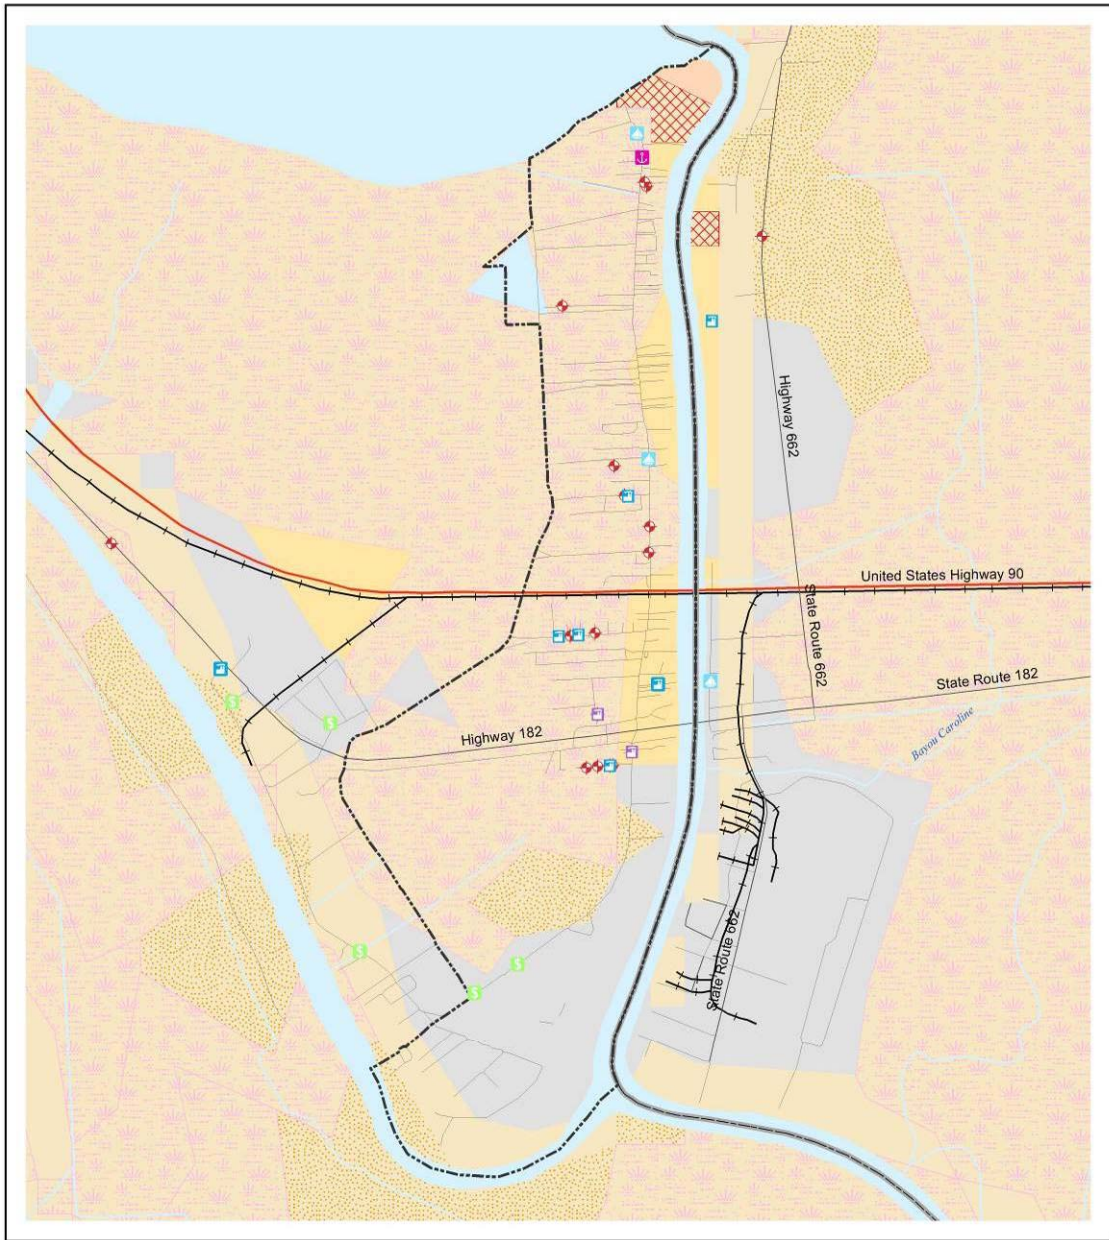 Highway 662
United States Highway 90
State Route 662
State Route 182
Highway 182
Bayou Caroline
State Route 662